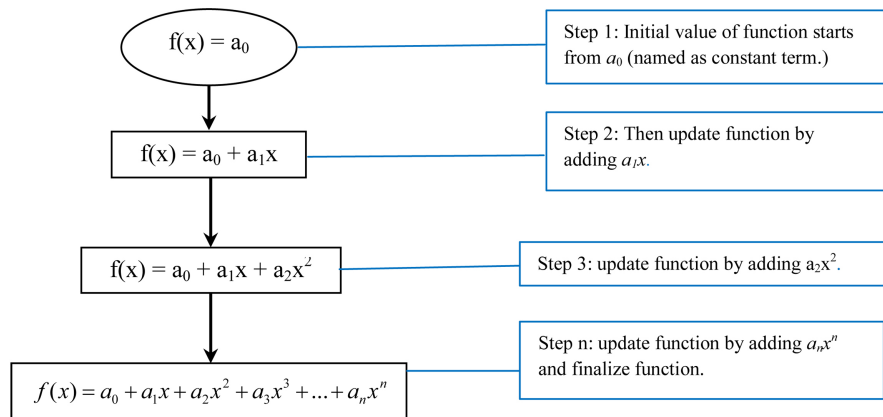 f(x) = a₀
Step 1: Initial value of function starts
from a₀ (named as constant term.)
f(x) = a₀ + a₁x
Step 2: Then update function by
adding a₁x.
f(x) = a₀ + a₁x + a₂x²
Step 3: update function by adding a₂x².
f(x) = a₀ + a₁x + a₂x² + a₃x³ + ... + aₙxⁿ
Step n: update function by adding aₙxⁿ
and finalize function.